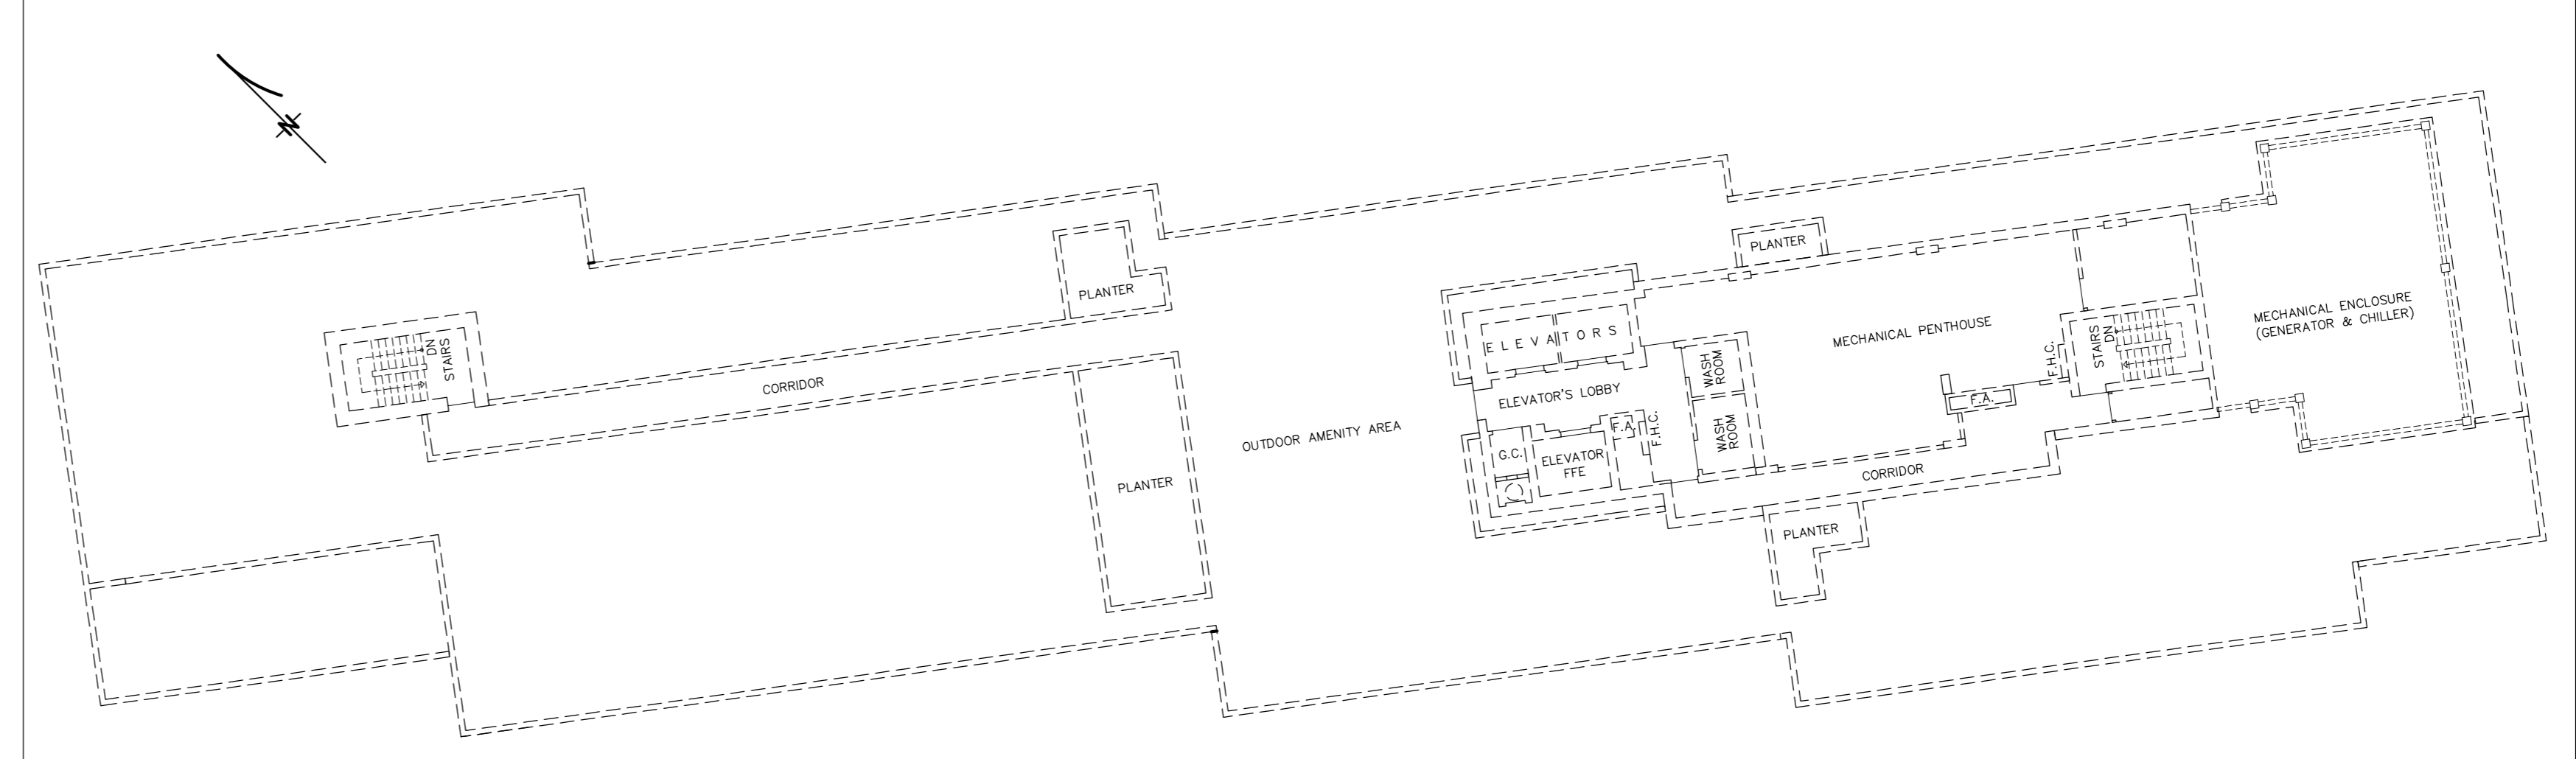 N
DN
STAIRS
CORRIDOR
PLANTER
PLANTER
OUTDOOR AMENITY AREA
ELEVATORS
ELEVATOR'S LOBBY
G.C.
ELEVATOR
FFE
F.A.
F.H.C.
WASH
ROOM
WASH
ROOM
PLANTER
MECHANICAL PENTHOUSE
F.A.
F.H.C.
CORRIDOR
PLANTER
STAIRS
DN
MECHANICAL ENCLOSURE
(GENERATOR & CHILLER)